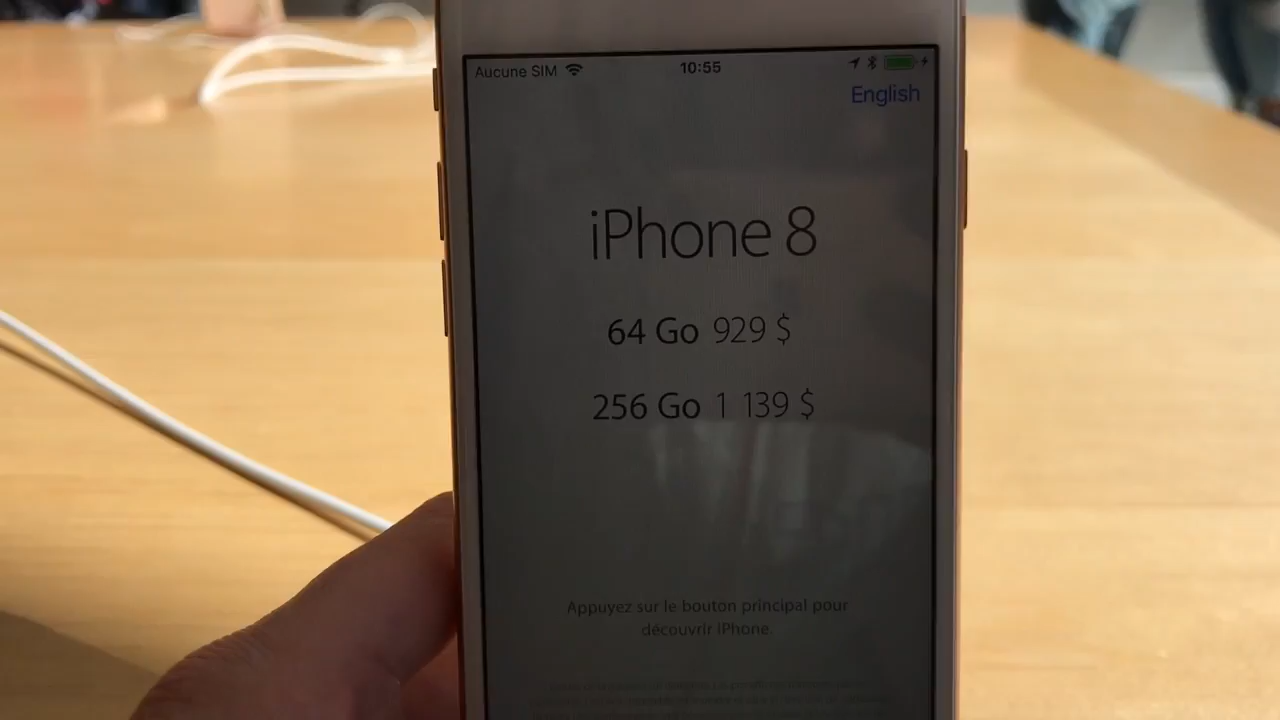 Aucune SIM 10:55
English
iPhone 8
64 Go 929 $
256 Go 1 139 $
Appuyez sur le bouton principal pour
découvrir iPhone.